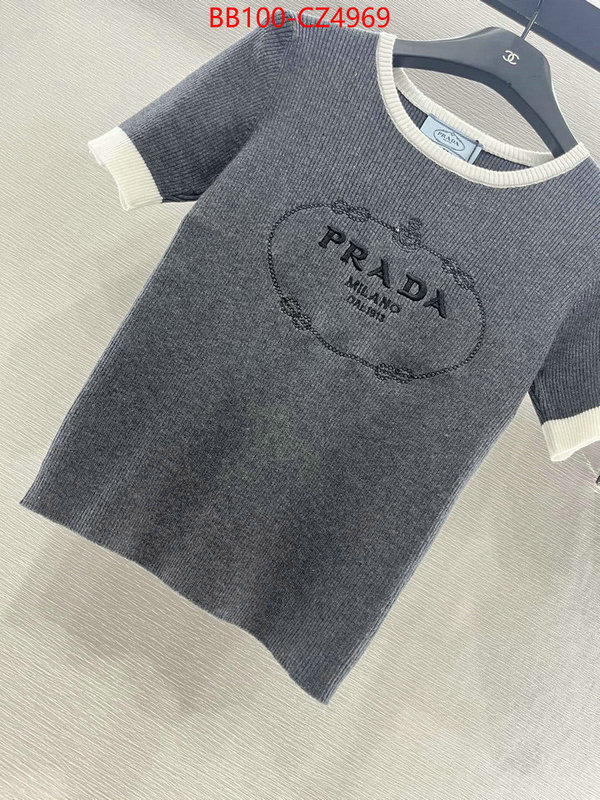 BB100-CZ4969
PRADA
PRADA
MILANO
DAL 1913